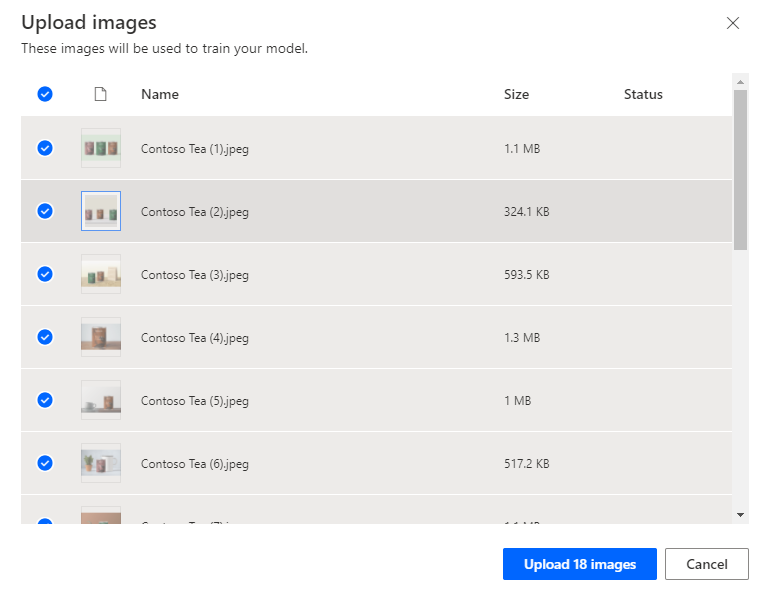 Upload images
These images will be used to train your model.
Name Size Status
Contoso Tea (1).jpeg 1.1 MB
Contoso Tea (2).jpeg 324.1 KB
Contoso Tea (3).jpeg 593.5 KB
Contoso Tea (4).jpeg 1.3 MB
Contoso Tea (5).jpeg 1 MB
Contoso Tea (6).jpeg 517.2 KB
Upload 18 images Cancel